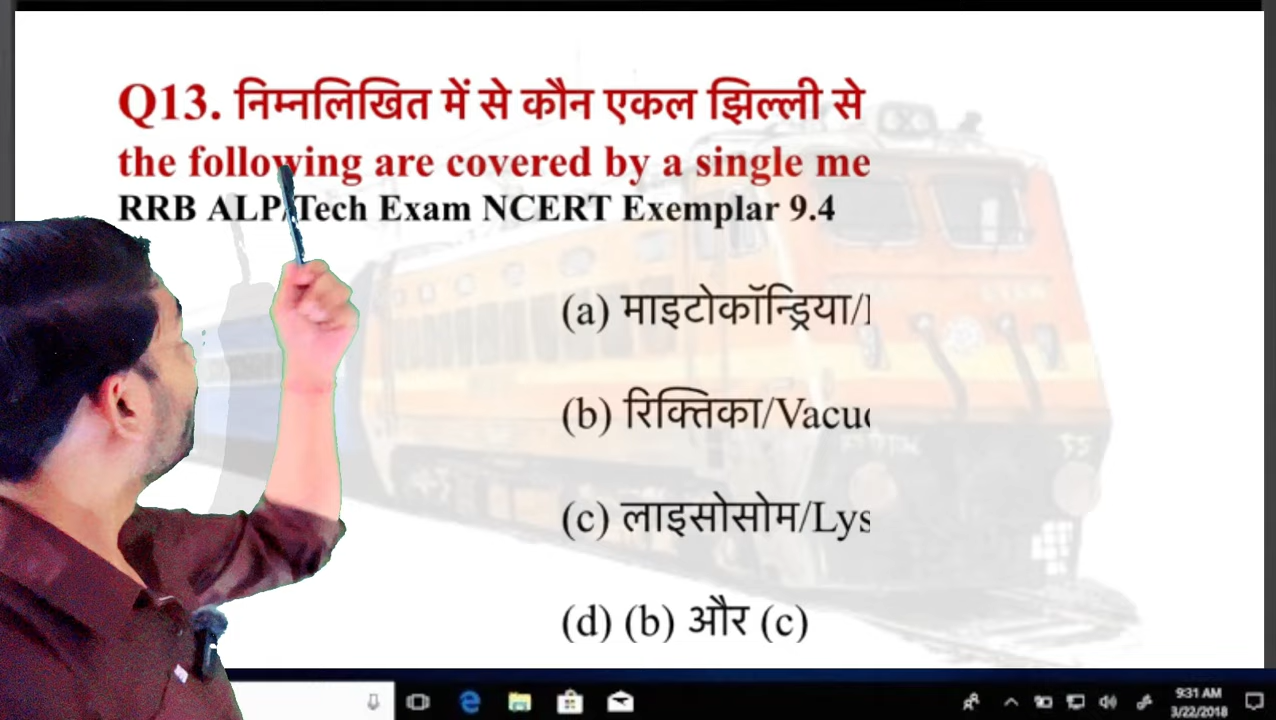 Q13. निम्नलिखित में से कौन एकल झिल्ली से
the following are covered by a single me
RRB ALP/Tech Exam NCERT Exemplar 9.4
(a) माइटोकॉन्ड्रिया/
(b) रिक्तिका/Vacu
(c) लाइसोसोम/Lys
(d) (b) और (c)
9:31 AM
3/22/2018